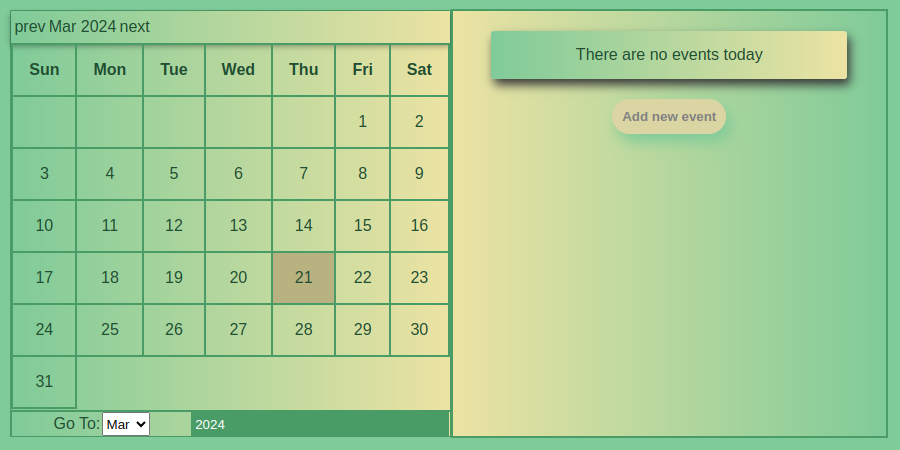 prev Mar 2024 next
Sun Mon Tue Wed Thu Fri Sat
1 2
3 4 5 6 7 8 9
10 11 12 13 14 15 16
17 18 19 20 21 22 23
24 25 26 27 28 29 30
31
Go To: Mar 2024
There are no events today
Add new event